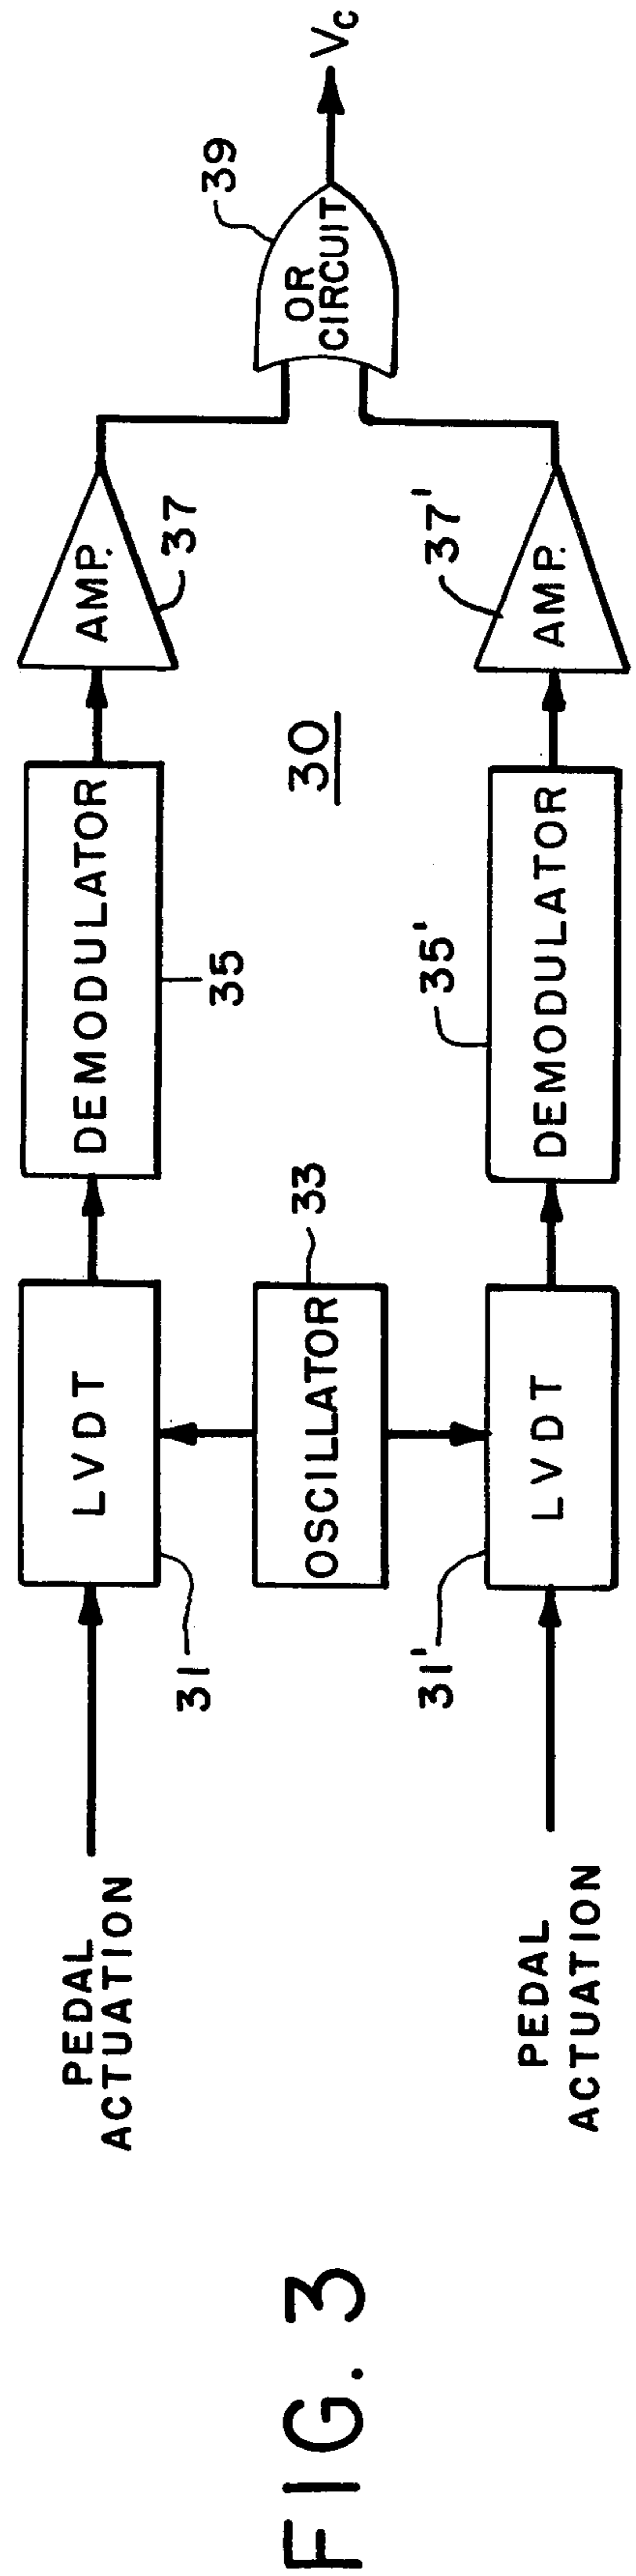 PEDAL
ACTUATION
LVDT
31
DEMODULATOR
35
AMP.
37
OSCILLATOR
33
30
OR
CIRCUIT
39
Vc
PEDAL
ACTUATION
LVDT
31'
DEMODULATOR
35'
AMP.
37'
FIG. 3